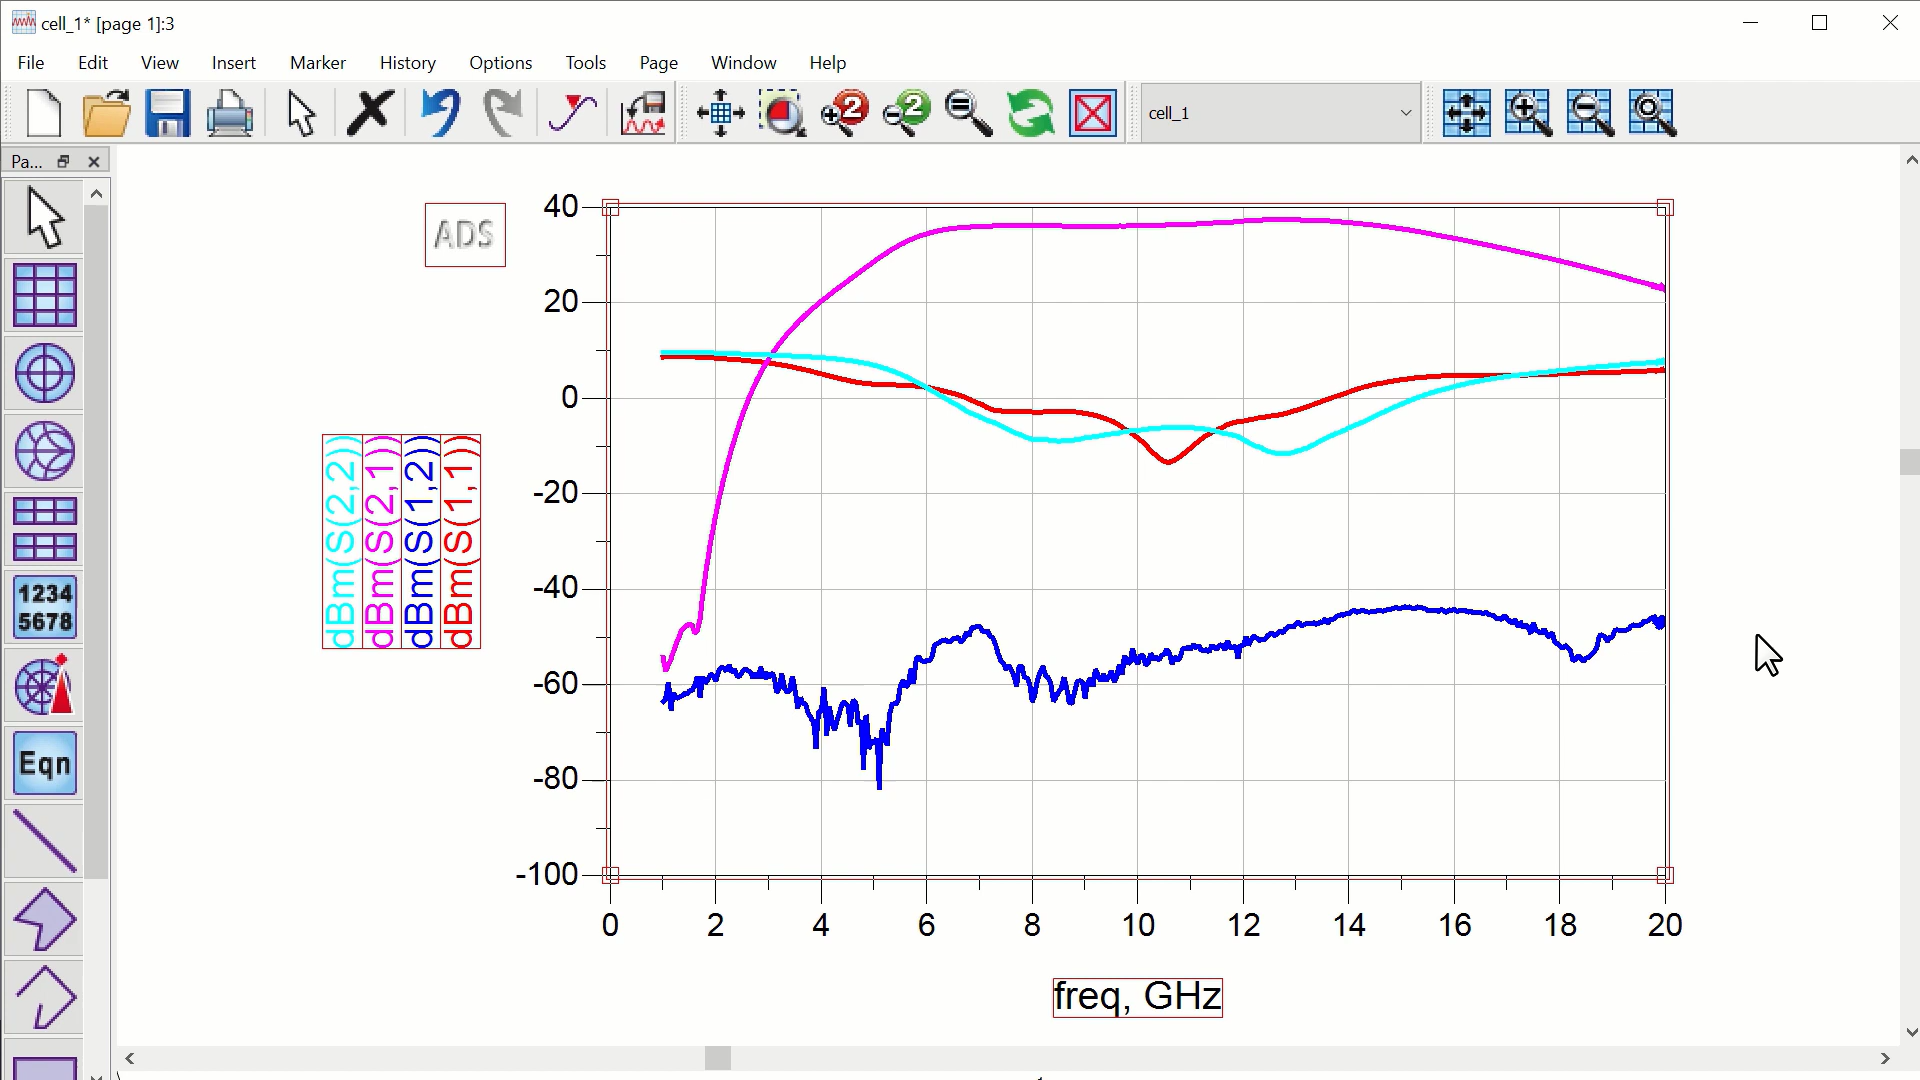 cell_1* [page 1]:3
File Edit View Insert Marker History Options Tools Page Window Help
2 2 cell_1
Pa...
ADS
1234
5678
Eqn
dBm(S(2,2))
dBm(S(2,1))
dBm(S(1,2))
dBm(S(1,1))
40
20
0
-20
-40
-60
-80
-100
0 2 4 6 8 10 12 14 16 18 20
freq, GHz